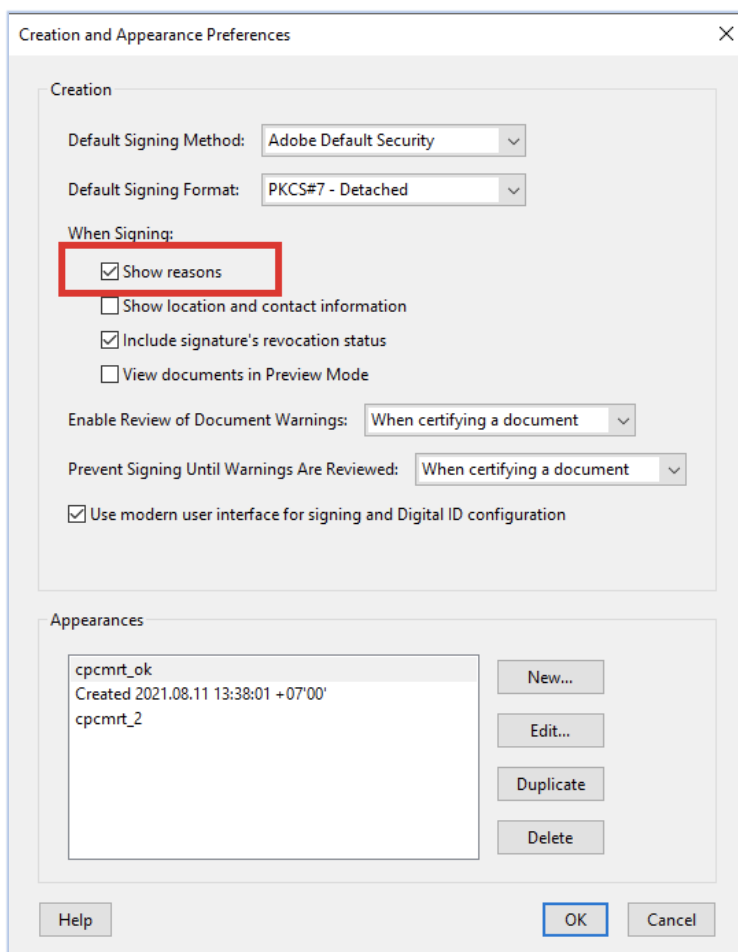 Creation and Appearance Preferences
Creation
Default Signing Method: Adobe Default Security
Default Signing Format: PKCS#7 - Detached
When Signing:
Show reasons
Show location and contact information
Include signature's revocation status
View documents in Preview Mode
Enable Review of Document Warnings: When certifying a document
Prevent Signing Until Warnings Are Reviewed: When certifying a document
Use modern user interface for signing and Digital ID configuration
Appearances
cpcmrt_ok
Created 2021.08.11 13:38:01 +07'00'
cpcmrt_2
New...
Edit...
Duplicate
Delete
Help
OK
Cancel